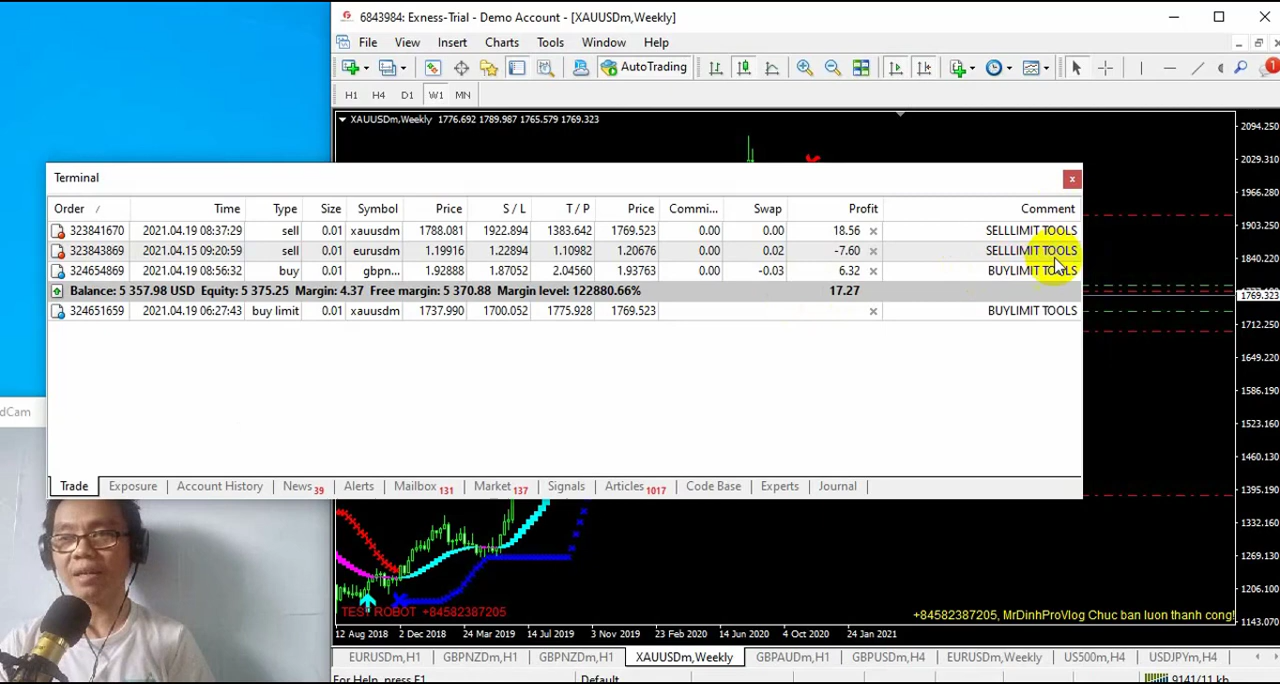 6843984: Exness-Trial - Demo Account - [XAUUSDm,Weekly]
File View Insert Charts Tools Window Help
AutoTrading
1
H1 H4 D1 W1 MN
XAUUSDm,Weekly 1776.692 1789.987 1765.579 1769.323
2094.250
2029.310
1966.280
1903.250
1840.220
1769.323
1712.250
1649.220
1586.190
1523.160
1460.130
1395.190
1332.160
1269.130
1206.100
1143.070
Terminal
Order / Time Type Size Symbol Price S / L T / P Price Commi... Swap Profit Comment
323841670 2021.04.19 08:37:29 sell 0.01 xauusdm 1788.081 1922.894 1383.642 1769.523 0.00 0.00 18.56 SELLLIMIT TOOLS
323843869 2021.04.15 09:20:59 sell 0.01 eurusdm 1.19916 1.22894 1.10982 1.20676 0.00 0.02 -7.60 SELLLIMIT TOOLS
324654869 2021.04.19 08:56:32 buy 0.01 gbpn... 1.92888 1.87052 2.04560 1.93763 0.00 -0.03 6.32 BUYLIMIT TOOLS
Balance: 5 357.98 USD Equity: 5 375.25 Margin: 4.37 Free margin: 5 370.88 Margin level: 122880.66% 17.27
324651659 2021.04.19 06:27:43 buy limit 0.01 xauusdm 1737.990 1700.052 1775.928 1769.523 BUYLIMIT TOOLS
dCam
Trade Exposure Account History News 39 Alerts Mailbox 131 Market 137 Signals Articles 1017 Code Base Experts Journal
TEST ROBOT +84582387205
+84582387205, MrDinhProVlog Chuc ban luon thanh cong!
12 Aug 2018 2 Dec 2018 24 Mar 2019 14 Jul 2019 3 Nov 2019 23 Feb 2020 14 Jun 2020 4 Oct 2020 24 Jan 2021
EURUSDm,H1 GBPNZDm,H1 GBPNZDm,H1 XAUUSDm,Weekly GBPAUDm,H1 GBPUSDm,H4 EURUSDm,Weekly US500m,H4 USDJPYm,H4
For Help, press F1 Default 9141/11 kb